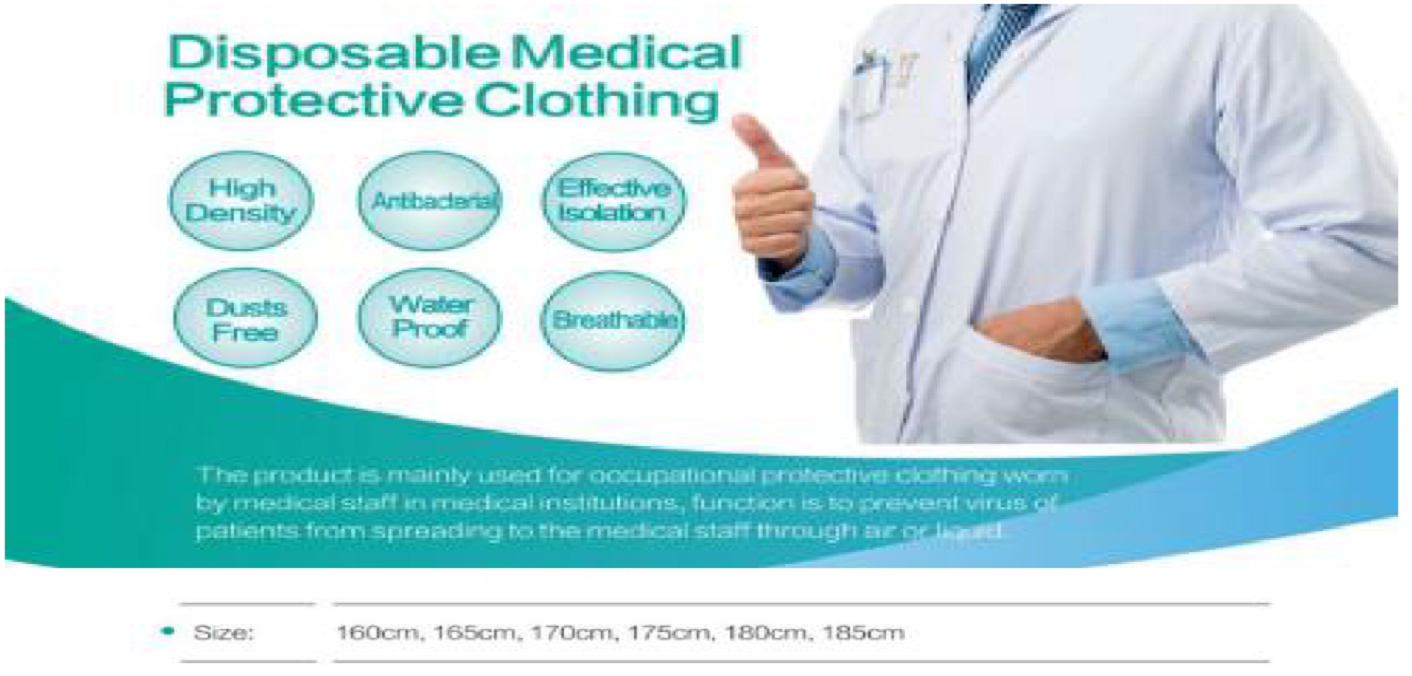 Disposable Medical
Protective Clothing
High
Density
Antibacterial
Effective
Isolation
Dusts
Free
Water
Proof
Breathable
The product is mainly used for occupational protective clothing worn
by medical staff in medical institutions, function is to prevent virus of
patients from spreading to the medical staff through air or liquid.
Size: 160cm, 165cm, 170cm, 175cm, 180cm, 185cm